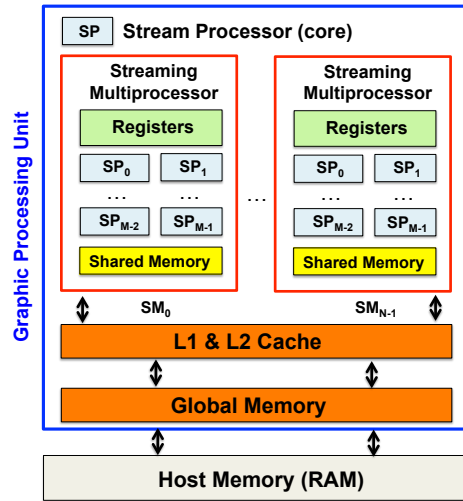 SP Stream Processor (core)
Graphic Processing Unit
Streaming
Multiprocessor
Registers
SP0 SP1
... ...
SPM-2 SPM-1
Shared Memory
SM0
...
Streaming
Multiprocessor
Registers
SP0 SP1
... ...
SPM-2 SPM-1
Shared Memory
SMN-1
L1 & L2 Cache
Global Memory
Host Memory (RAM)